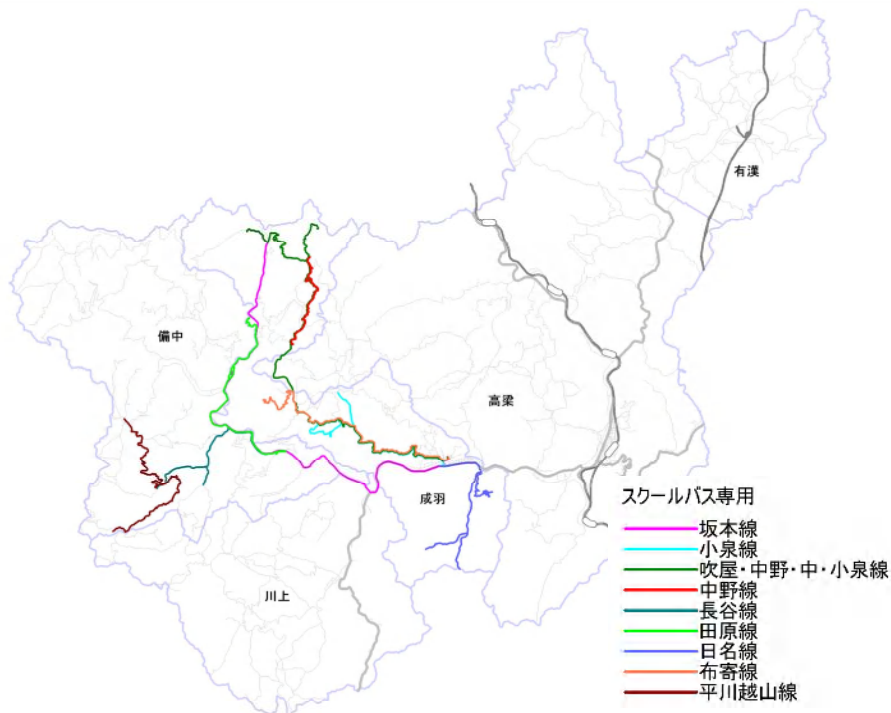 有漢
備中
高梁
成羽
川上
スクールバス専用
坂本線
小泉線
吹屋・中野・中・小泉線
中野線
長谷線
田原線
日名線
布寄線
平川越山線